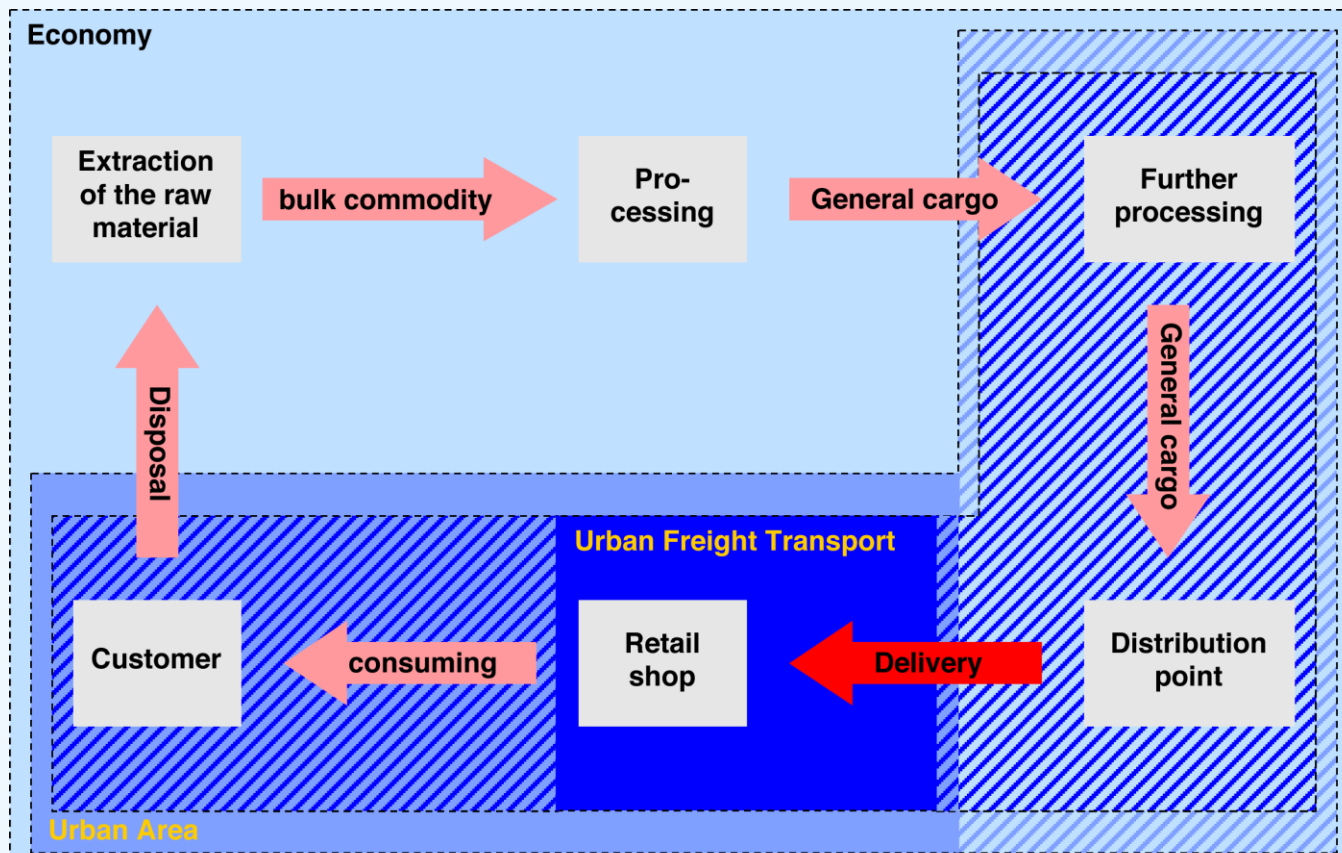 Economy
Extraction
of the raw
material
bulk commodity
Pro-
cessing
General cargo
Further
processing
General cargo
Disposal
Urban Freight Transport
Customer
consuming
Retail
shop
Delivery
Distribution
point
Urban Area